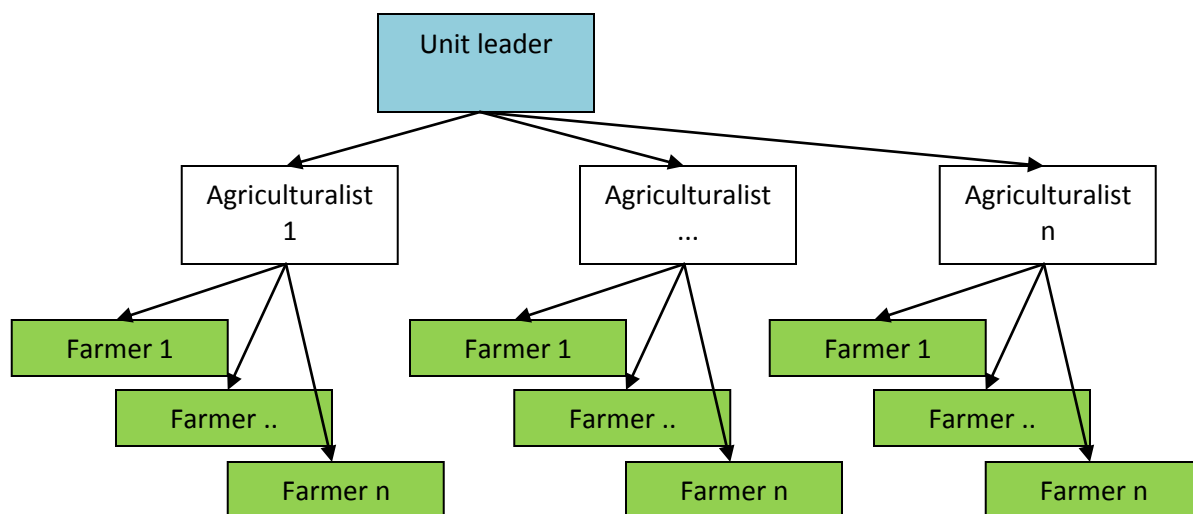 Unit leader
Agriculturalist
1
Agriculturalist
...
Agriculturalist
n
Farmer 1
Farmer 1
Farmer 1
Farmer ..
Farmer ..
Farmer ..
Farmer n
Farmer n
Farmer n